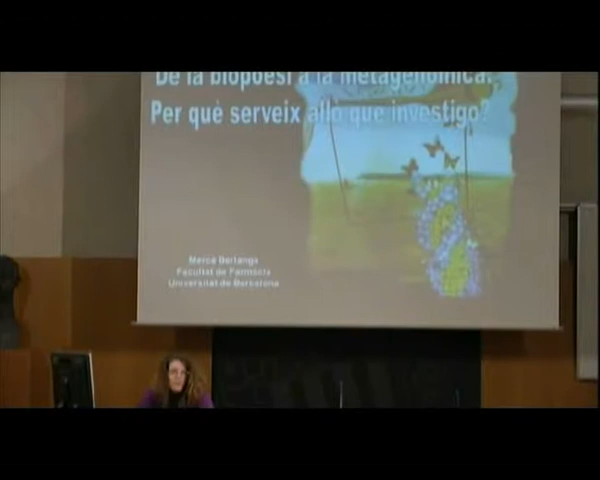 De la biopoesi a la metagenòmica.
Per què serveix allò que investigo?
Mercè Berlanga
Facultat de Farmàcia
Universitat de Barcelona